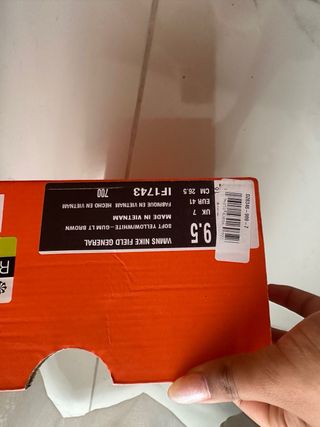 WMNS NIKE FIELD GENERAL
SOFT YELLOW/WHITE-GUM LT BROWN
MADE IN VIETNAM
FABRIQUÉ EN VIETNAM HECHO EN VIETNAM
IF1743 700
9.5
UK 7
EUR 41
CM 26.5
R